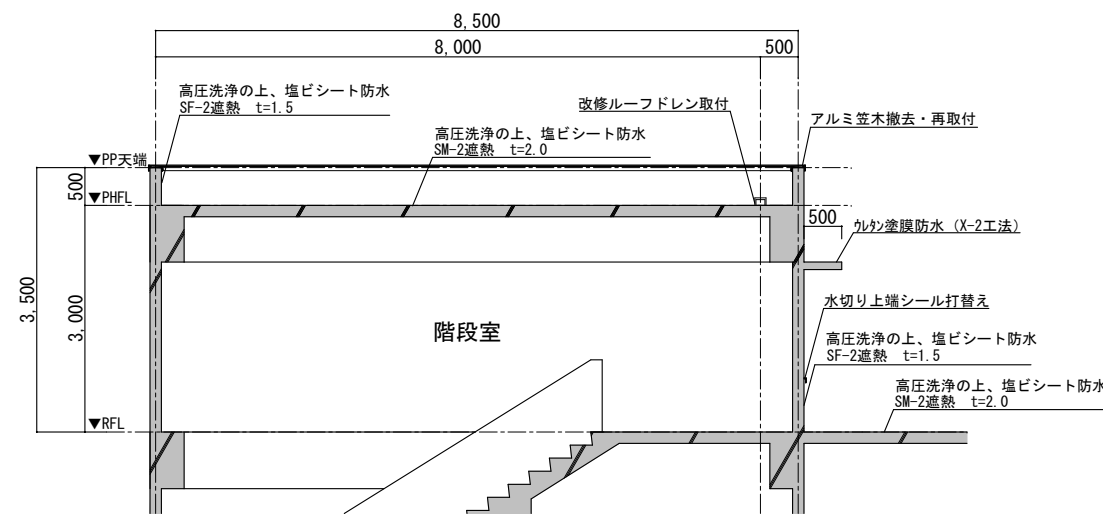 8,500
8,000
500
高圧洗浄の上、塩ビシート防水
SF-2遮熱 t=1.5
改修ルーフドレン取付
アルミ笠木撤去・再取付
高圧洗浄の上、塩ビシート防水
SM-2遮熱 t=2.0
▼PP天端
500
▼PHFL
500
ウレタン塗膜防水（X-2工法）
3,500
3,000
水切り上端シール打替え
階段室
高圧洗浄の上、塩ビシート防水
SF-2遮熱 t=1.5
高圧洗浄の上、塩ビシート防水
SM-2遮熱 t=2.0
▼RFL